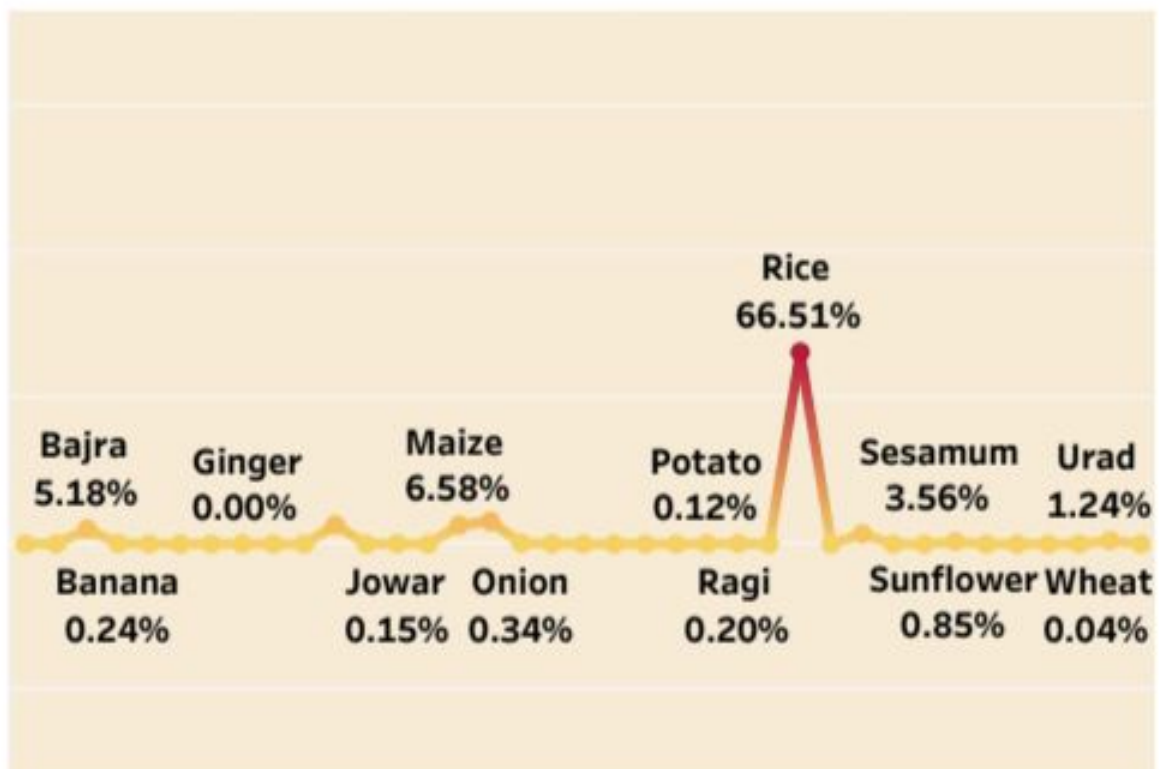 Rice
66.51%
Bajra
5.18%
Ginger
0.00%
Maize
6.58%
Potato
0.12%
Sesamum
3.56%
Urad
1.24%
Banana
0.24%
Jowar
0.15%
Onion
0.34%
Ragi
0.20%
Sunflower
0.85%
Wheat
0.04%